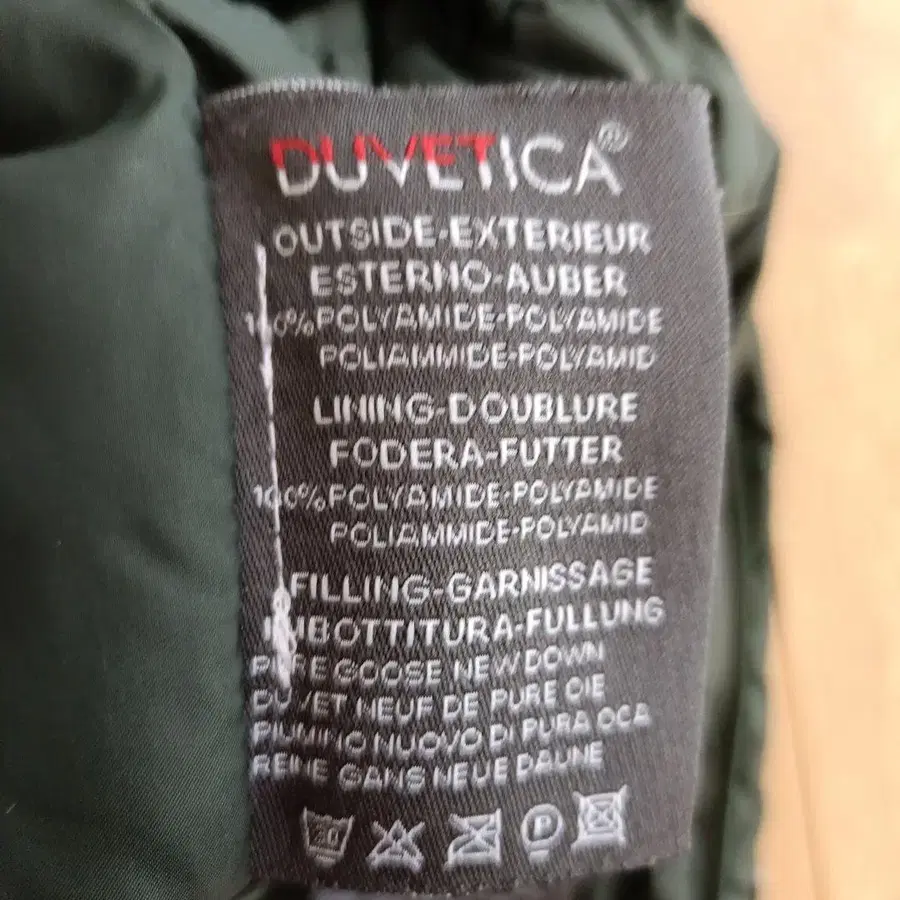 DUVETICA®
OUTSIDE-EXTERIEUR
ESTERNO-AUBER
100%POLYAMIDE-POLYAMIDE
POLIAMMIDE-POLYAMID
LINING-DOUBLURE
FODERA-FUTTER
100%POLYAMIDE-POLYAMIDE
POLIAMMIDE-POLYAMID
FILLING-GARNISSAGE
IMBOTTITURA-FULLUNG
PURE GOOSE NEW DOWN
DUVET NEUF DE PURE OIE
PIUMINO NUOVO DI PURA OCA
REINE GANS NEUE DAUNE
30 P